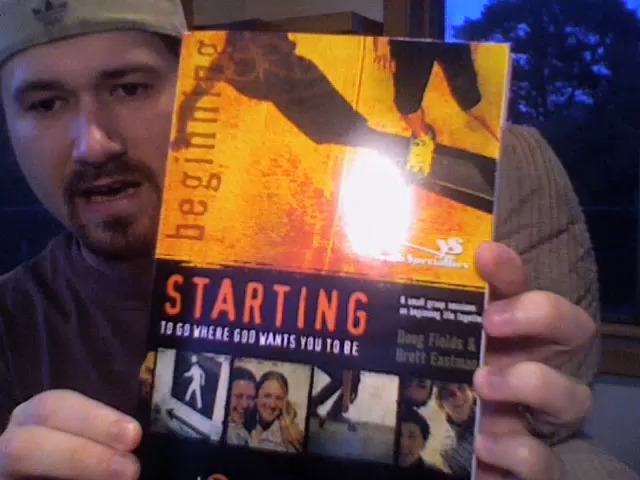 beginning
YS
Youth Specialties
STARTING
TO GO WHERE GOD WANTS YOU TO BE
6 small group sessions
on beginning life together
Doug Fields &
Brett Eastman